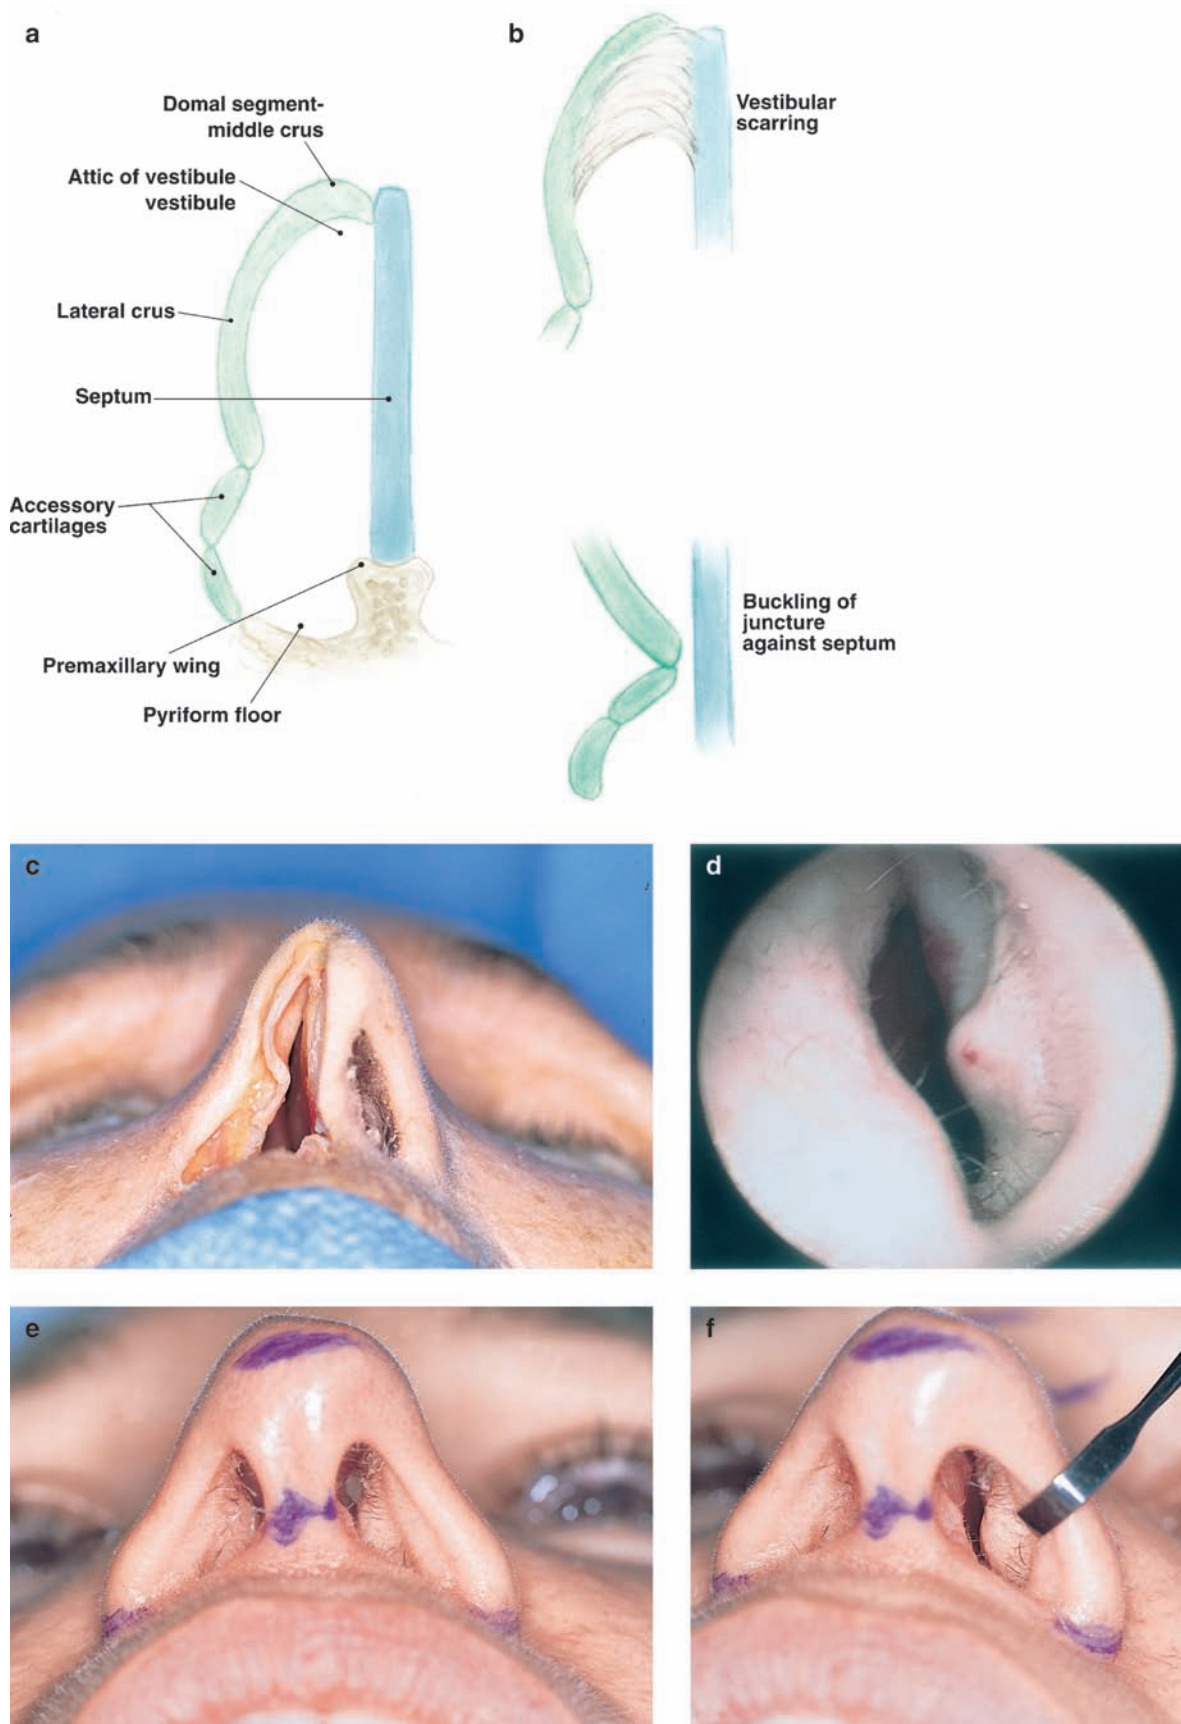 a
Domal segment-
middle crus
Attic of vestibule
vestibule
Lateral crus
Septum
Accessory
cartilages
Premaxillary wing
Pyriform floor
b
Vestibular
scarring
Buckling of
juncture
against septum
c
d
e
f